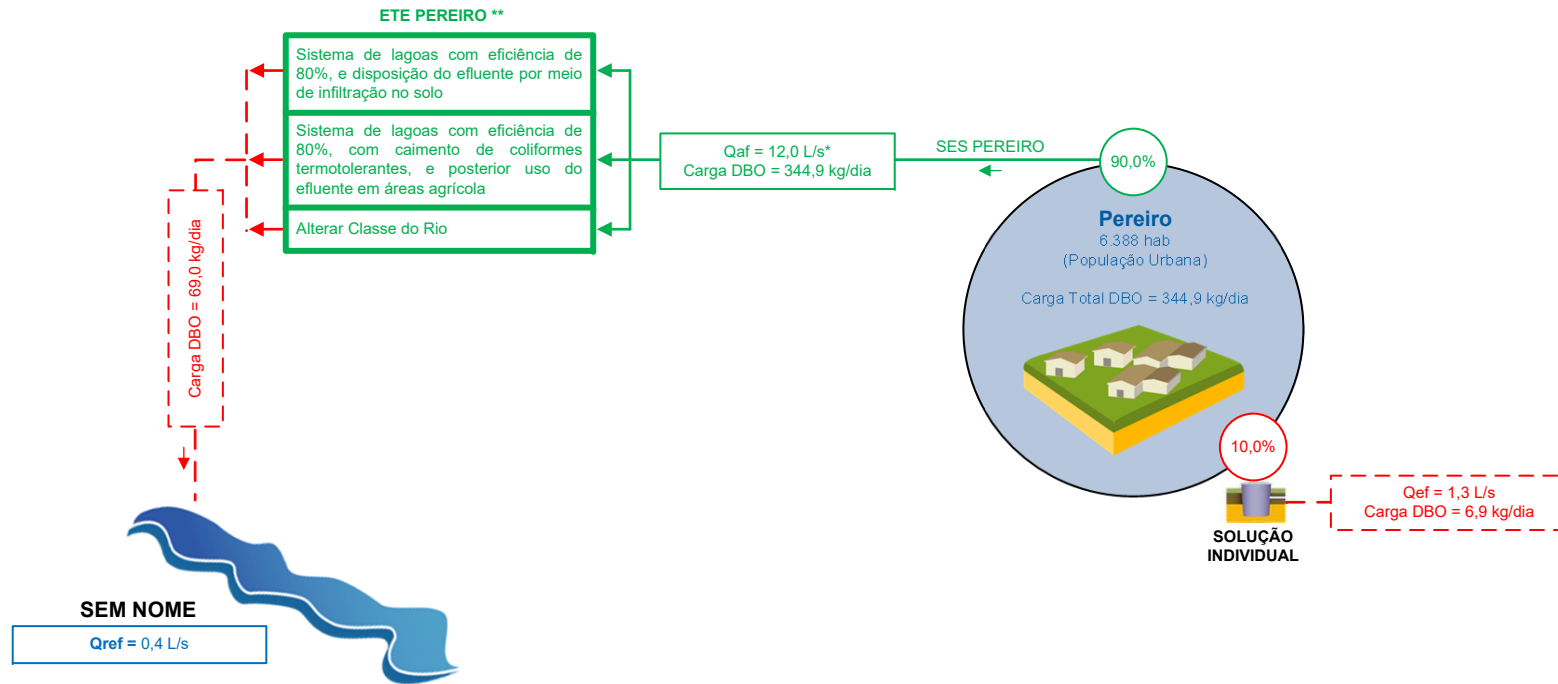 ETE PEREIRO **
Sistema de lagoas com eficiência de
80%, e disposição do efluente por meio
de infiltração no solo
Sistema de lagoas com eficiência de
80%, com caimento de coliformes
termotolerantes, e posterior uso do
efluente em áreas agrícola
Alterar Classe do Rio
Qaf = 12,0 L/s*
Carga DBO = 344,9 kg/dia
SES PEREIRO
90,0%
Pereiro
6.388 hab
(População Urbana)
Carga Total DBO = 344,9 kg/dia
10,0%
SOLUÇÃO
INDIVIDUAL
Qef = 1,3 L/s
Carga DBO = 6,9 kg/dia
Carga DBO = 69,0 kg/dia
SEM NOME
Qref = 0,4 L/s